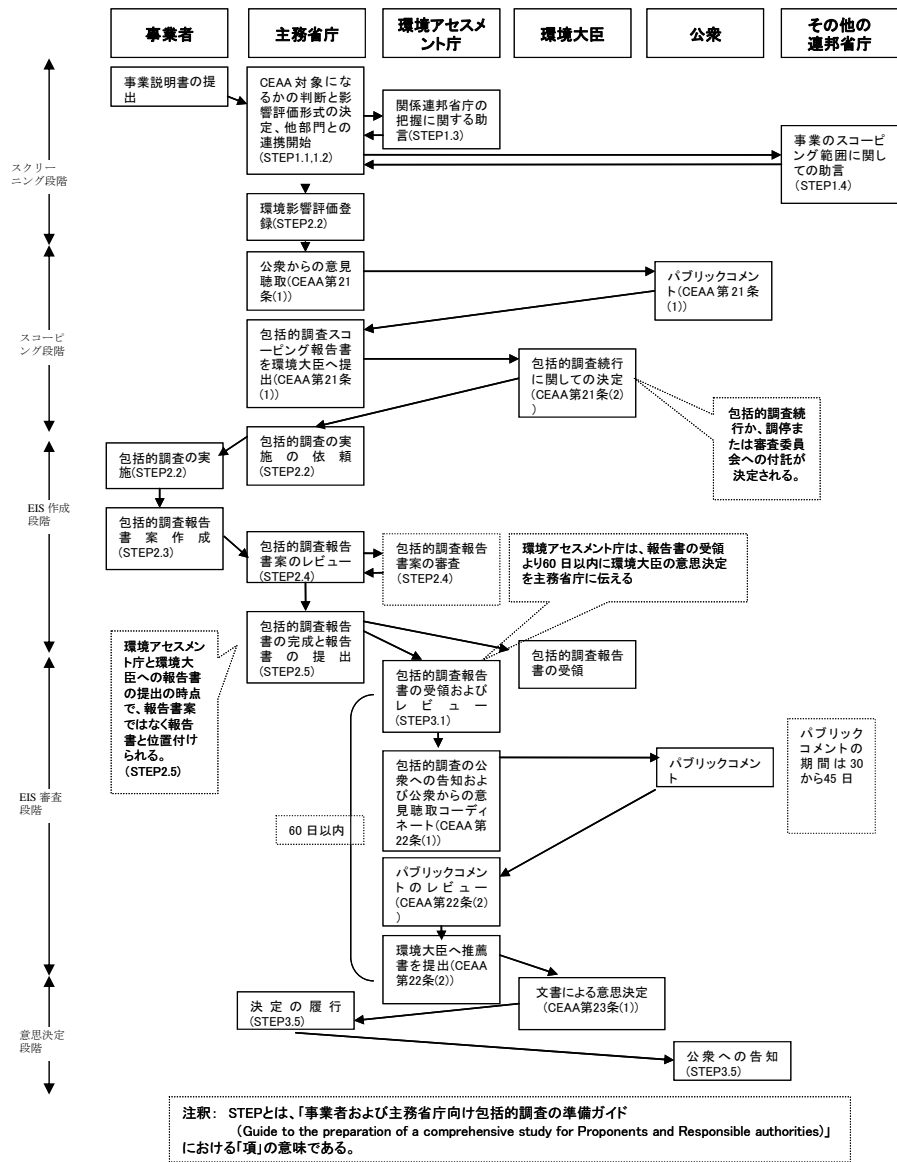 事業者
主務省庁
環境アセスメ
ント庁
環境大臣
公衆
その他の
連邦省庁
スクリー
ニング段階
事業説明書の提
出
CEAA 対象にな
るかの判断と影
響評価形式の決
定、他部門との
連携開始
(STEP1.1,1.2)
関係連邦省庁の
把握に関する助
言(STEP1.3)
事業のスコーピ
ング範囲に関し
ての助言
(STEP1.4)
環境影響評価登
録(STEP2.2)
スコーピ
ング段階
公衆からの意見
聴取(CEAA第21
条(1))
パブリックコメ
ント(CEAA第21条
(1))
包括的調査スコ
ーピング報告書
を環境大臣へ提
出(CEAA第21条
(1))
包括的調査続行
に関しての決定
(CEAA第21条(2)
)
包括的調査続
行か、調停ま
たは審査委員
会への付託が
決定される。
EIS 作成
段階
包括的調査の実
施(STEP2.2)
包括的調査の実
施の依頼
(STEP2.2)
包括的調査報告
書案作成
(STEP2.3)
包括的調査報告
書案のレビュー
(STEP2.4)
包括的調査報告
書案の審査
(STEP2.4)
環境アセスメント庁は、報告書の受領
より60 日以内に環境大臣の意思決定
を主務省庁に伝える
包括的調査報告
書の完成と報告
書の提出
(STEP2.5)
包括的調査報告
書の受領
環境アセスメン
ト庁と環境大
臣への報告書
の提出の時点
で、報告書案
ではなく報告
書と位置付け
られる。
(STEP2.5)
EIS 審査
段階
包括的調査報告
書の受領および
レビュー
(STEP3.1)
包括的調査の公
衆への告知およ
び公衆からの意
見聴取コーディ
ネート(CEAA第
22条(1))
パブリックコメント
パブリック
コメントの
期間は30
から45 日
60 日以内
パブリックコメント
のレビュー
(CEAA第22条(2)
)
環境大臣へ推薦
書を提出(CEAA
第22条(2))
意思決定
段階
文書による意思決定
(CEAA第23条(1))
決定の履行
(STEP3.5)
公衆への告知
(STEP3.5)
注釈: STEPとは、「事業者および主務省庁向け包括的調査の準備ガイド
(Guide to the preparation of a comprehensive study for Proponents and Responsible authorities)」
における「項」の意味である。